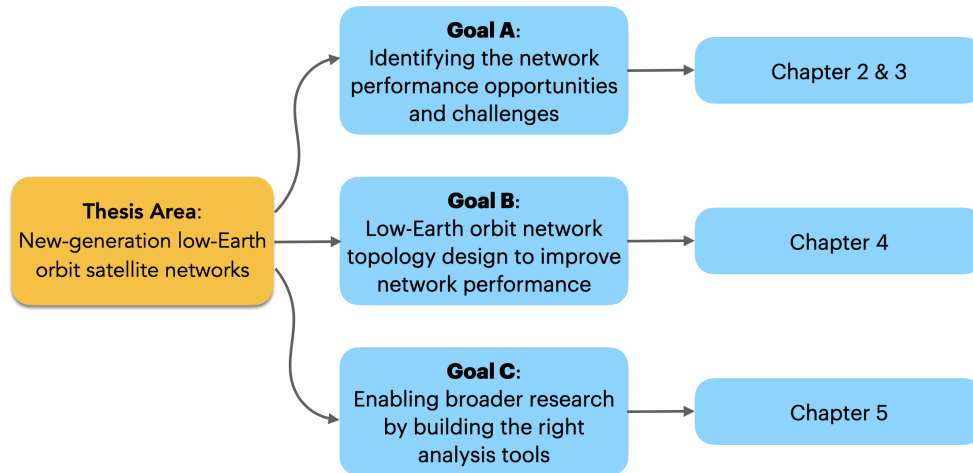 Goal A:
Identifying the network
performance opportunities
and challenges
Chapter 2 & 3
Thesis Area:
New-generation low-Earth
orbit satellite networks
Goal B:
Low-Earth orbit network
topology design to improve
network performance
Chapter 4
Goal C:
Enabling broader research
by building the right
analysis tools
Chapter 5